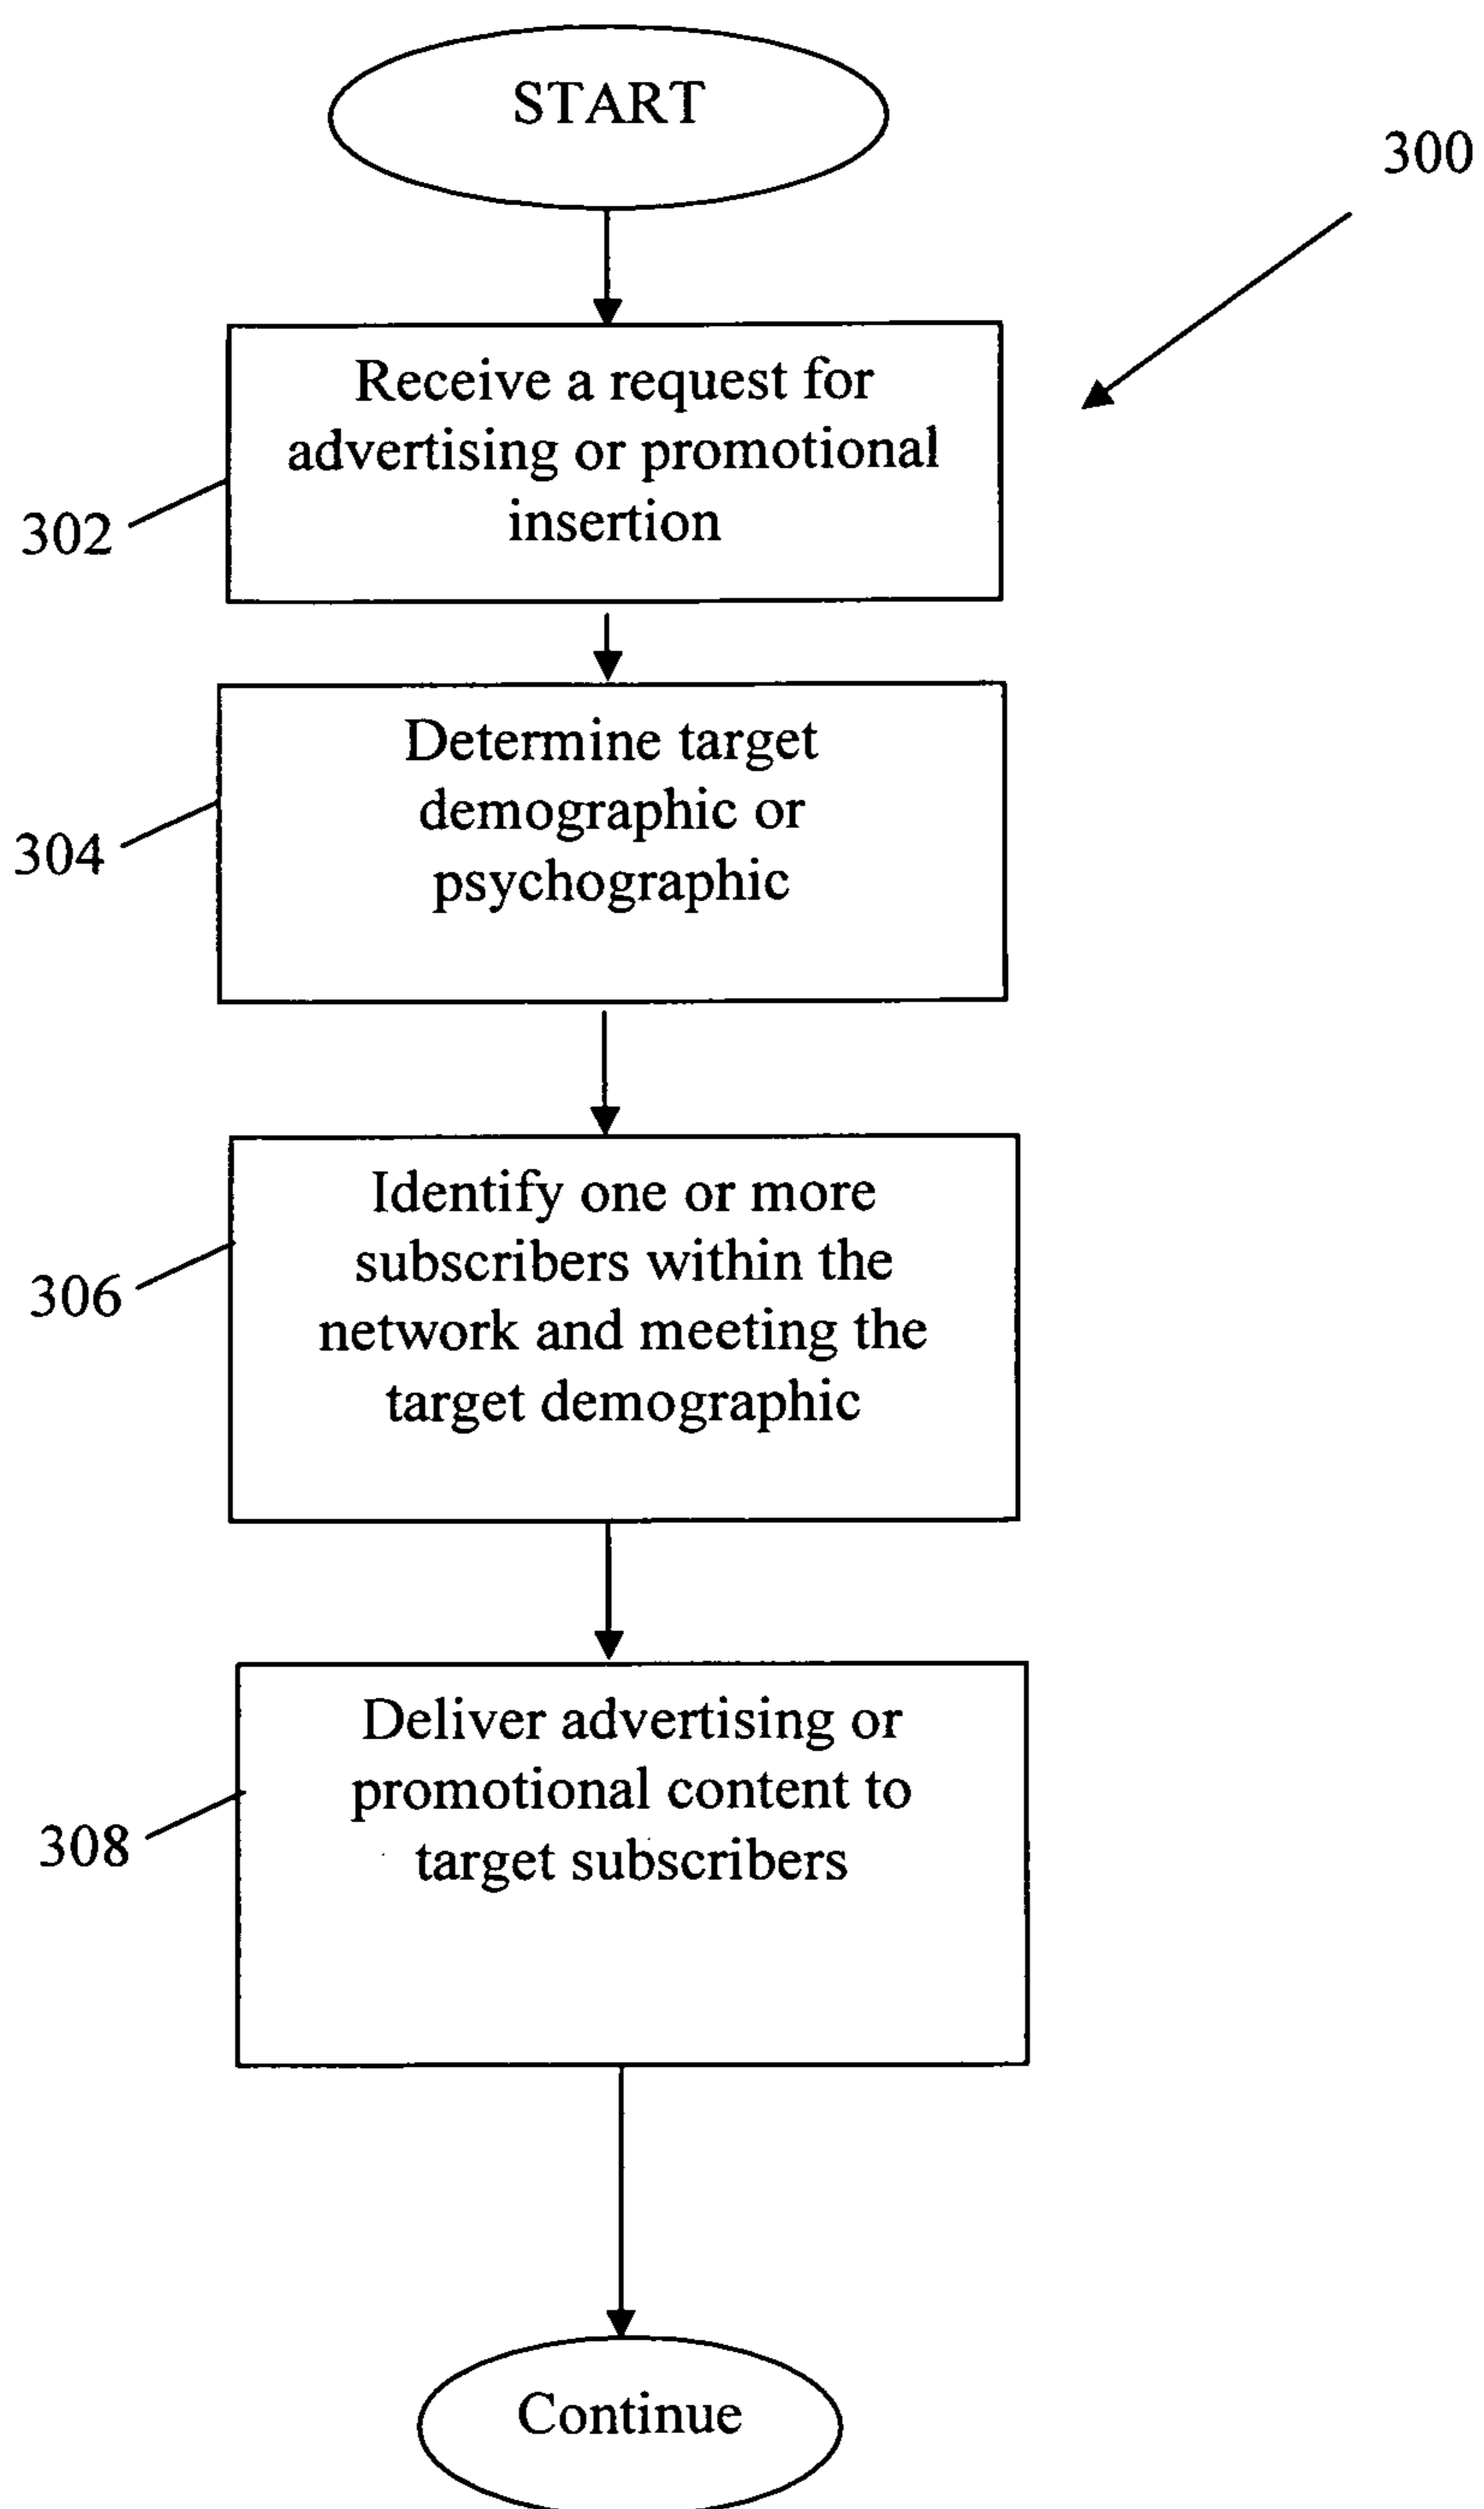 START
300
Receive a request for
advertising or promotional
insertion
302
Determine target
demographic or
psychographic
304
Identify one or more
subscribers within the
network and meeting the
target demographic
306
Deliver advertising or
promotional content to
target subscribers
308
Continue